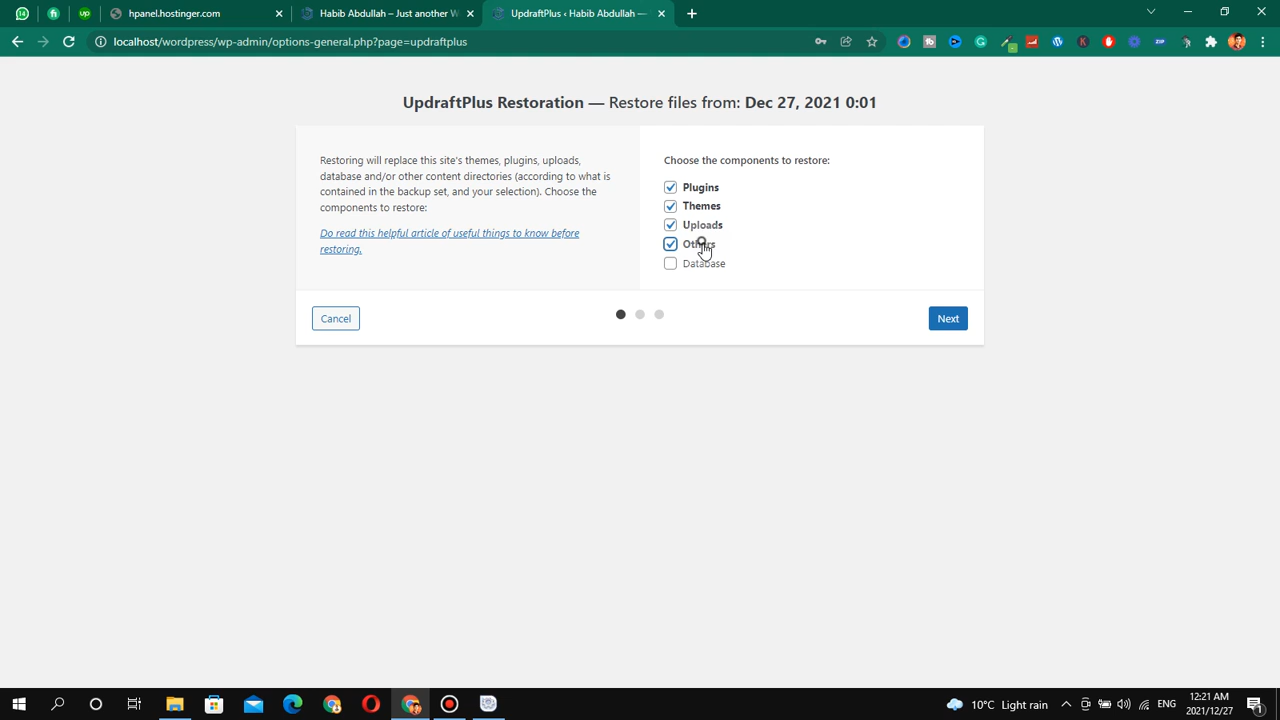 14
hpanel.hostinger.com
Habib Abdullah – Just another W
UpdraftPlus ‹ Habib Abdullah —
localhost/wordpress/wp-admin/options-general.php?page=updraftplus
UpdraftPlus Restoration — Restore files from: Dec 27, 2021 0:01
Restoring will replace this site's themes, plugins, uploads,
database and/or other content directories (according to what is
contained in the backup set, and your selection). Choose the
components to restore:
Do read this helpful article of useful things to know before
restoring.
Choose the components to restore:
Plugins
Themes
Uploads
Others
Database
Cancel
Next
10°C Light rain
ENG
12:21 AM
2021/12/27
1